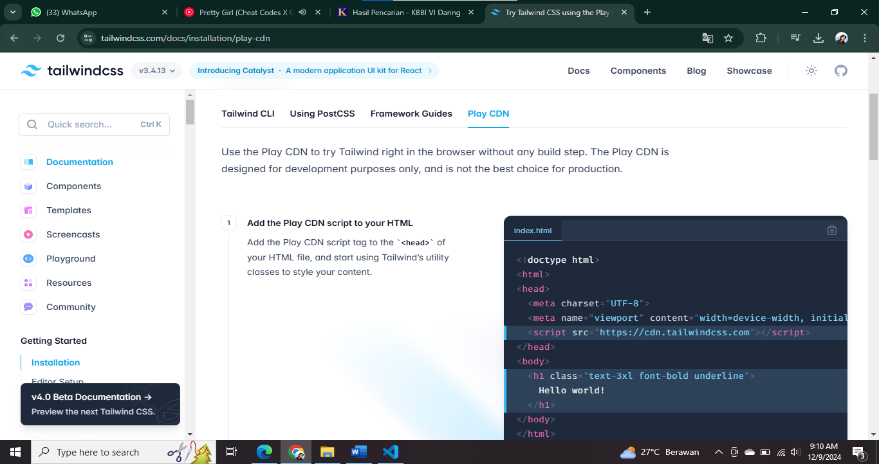 (33) WhatsApp
Pretty Girl (Cheat Codes X C
Hasil Pencarian - KBBI VI Daring
Try Tailwind CSS using the Play C
tailwindcss.com/docs/installation/play-cdn
tailwindcss
v3.4.13
Introducing Catalyst · A modern application UI kit for React
Docs
Components
Blog
Showcase
Quick search...
Ctrl K
Documentation
Components
Templates
Screencasts
Playground
Resources
Community
Getting Started
Installation
Editor Setup
v4.0 Beta Documentation →
Preview the next Tailwind CSS.
Tailwind CLI
Using PostCSS
Framework Guides
Play CDN
Use the Play CDN to try Tailwind right in the browser without any build step. The Play CDN is
designed for development purposes only, and is not the best choice for production.
1
Add the Play CDN script to your HTML
Add the Play CDN script tag to the `<head>` of
your HTML file, and start using Tailwind's utility
classes to style your content.
index.html
<!doctype html>
<html>
<head>
<meta charset="UTF-8">
<meta name="viewport" content="width=device-width, initial
<script src="https://cdn.tailwindcss.com"></script>
</head>
<body>
<h1 class="text-3xl font-bold underline">
Hello world!
</h1>
</body>
</html>
Type here to search
27°C Berawan
9:10 AM
12/9/2024
3